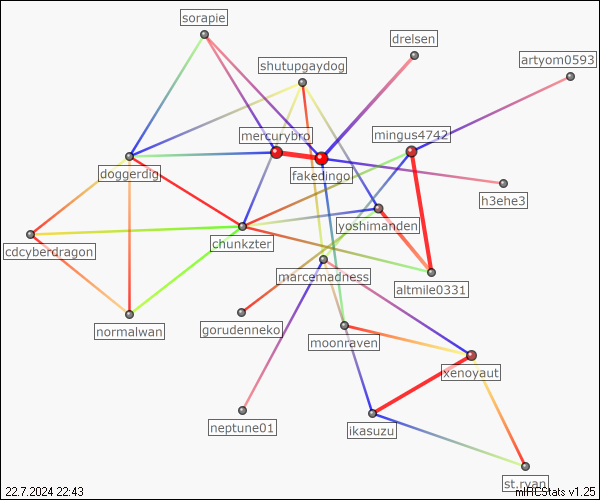 sorapie
drelsen
artyom0593
shutupgaydog
mercurybro
mingus4742
doggerdig
fakedingo
h3ehe3
yoshimanden
chunkzter
cdcyberdragon
marcemadness
altmile0331
normalwan
gorudenneko
moonraven
xenoyaut
neptune01
ikasuzu
st.ryan
22.7.2024 22:43
mIRCStats v1.25